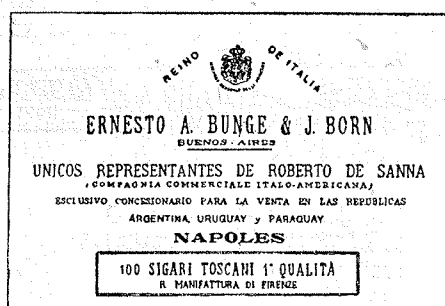 REINO DE ITALIA
ERNESTO A. BUNGE & J. BORN
BUENOS-AIRES
UNICOS REPRESENTANTES DE ROBERTO DE SANNA
(COMPAGNIA COMMERCIALE ITALO-AMERICANA)
ESCLUSIVO CONCESIONARIO PARA LA VENTA EN LAS REPUBLICAS
ARGENTINA, URUGUAY y PARAGUAY
NAPOLES
100 SIGARI TOSCANI 1ª QUALITA
R. MANIFATTURA DI FIRENZE